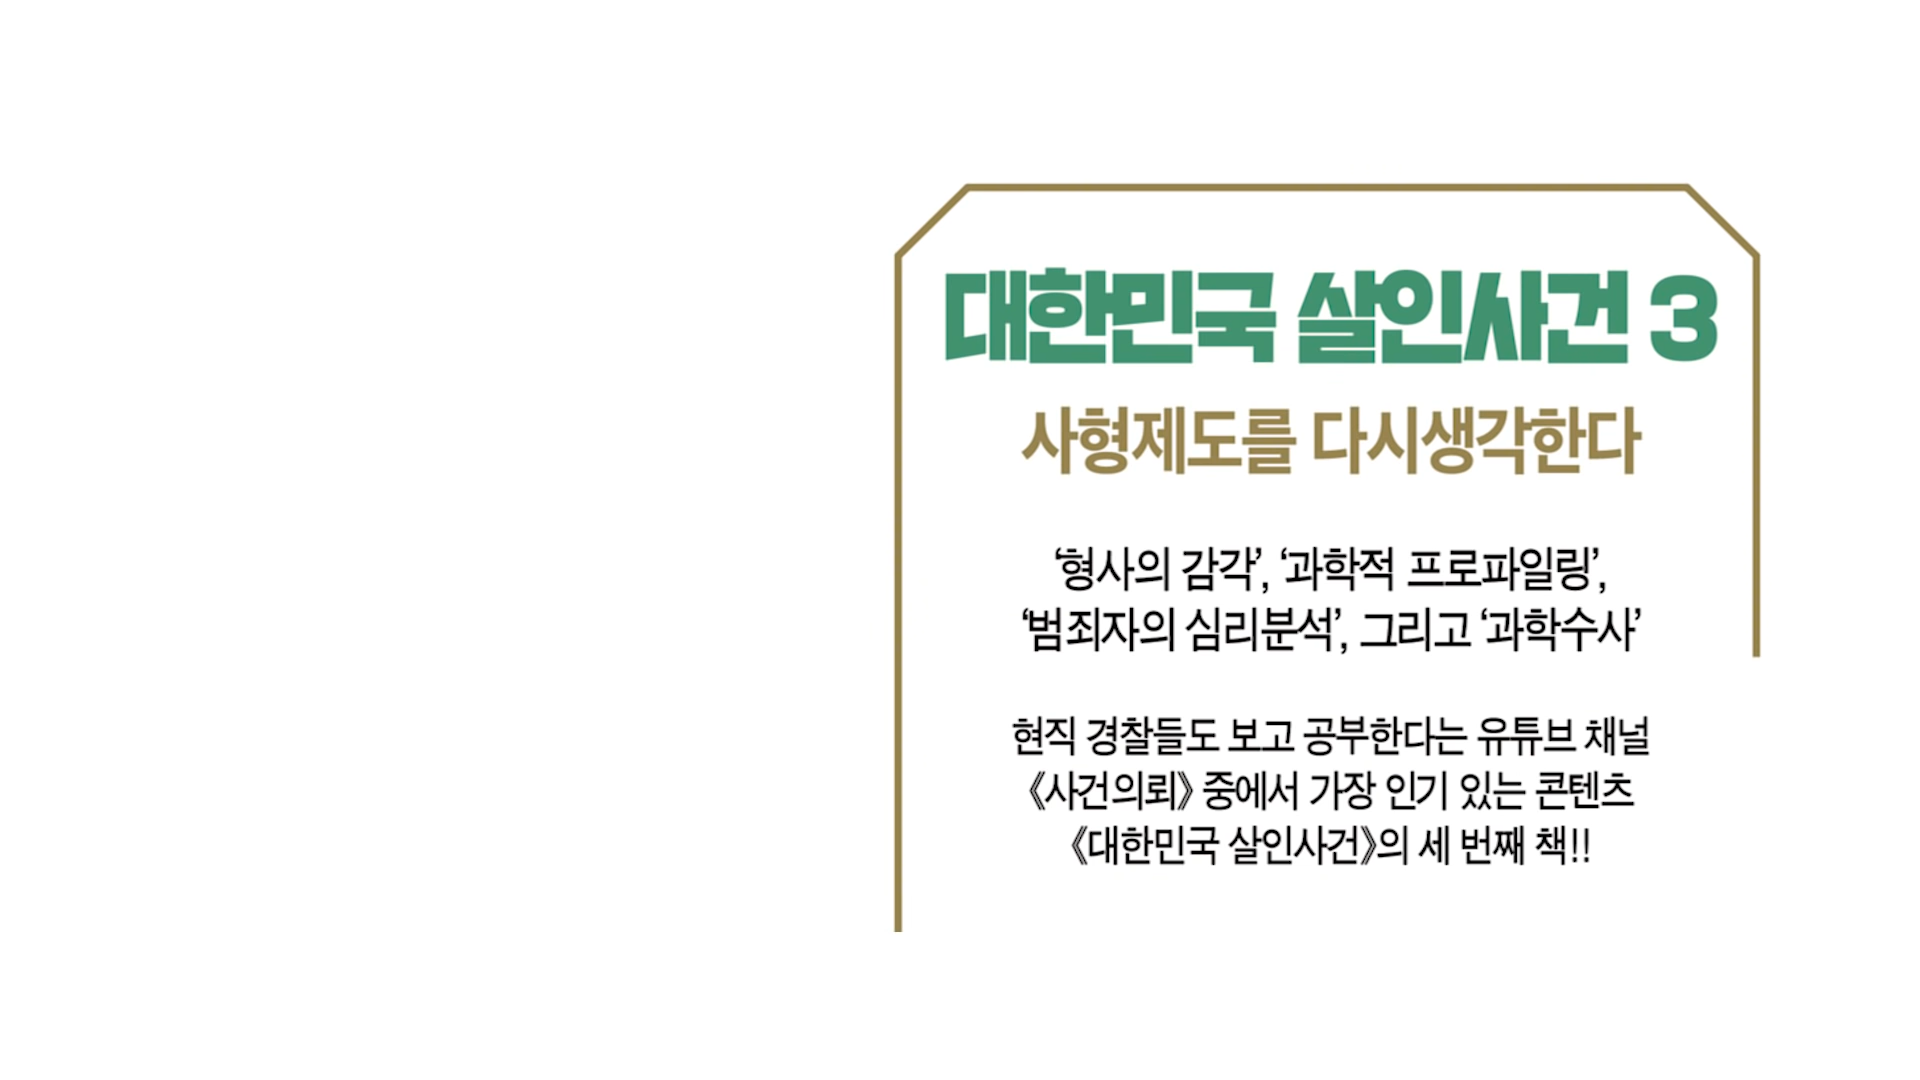 대한민국 살인사건 3
사형제도를 다시생각한다
‘형사의 감각’, ‘과학적 프로파일링’,
‘범죄자의 심리분석’, 그리고 ‘과학수사’
현직 경찰들도 보고 공부한다는 유튜브 채널
《사건의뢰》 중에서 가장 인기 있는 콘텐츠
《대한민국 살인사건》의 세 번째 책!!